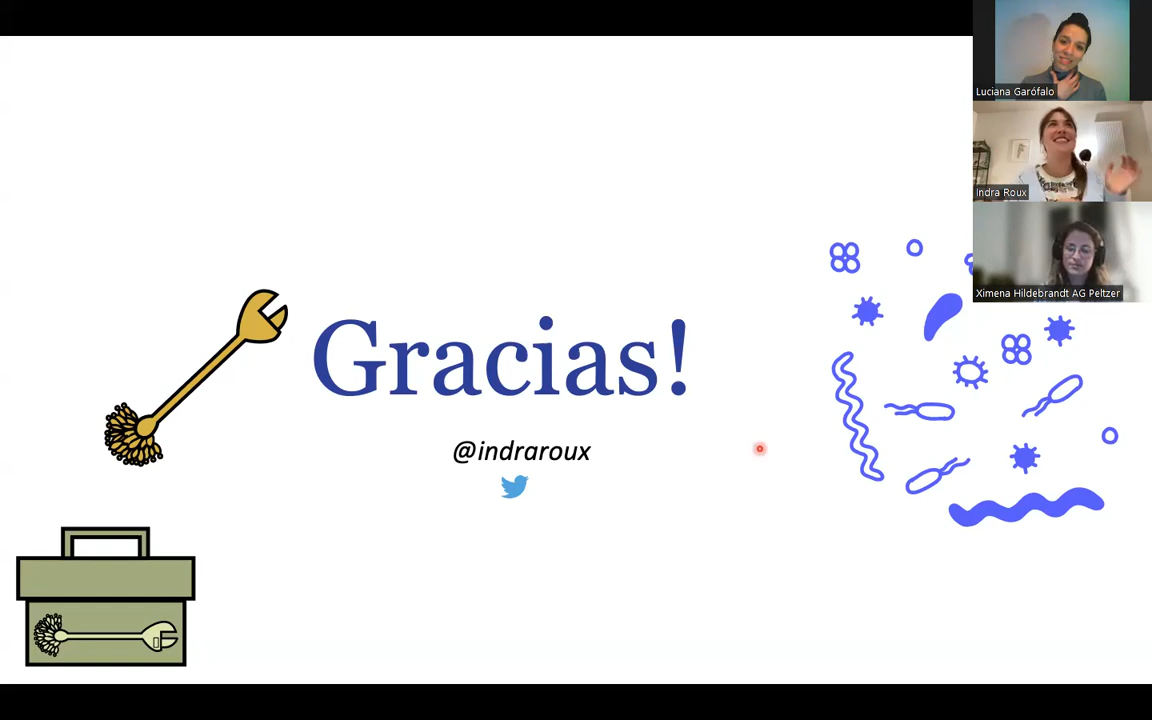 Luciana Garófalo
Indra Roux
Ximena Hildebrandt AG Peltzer
Gracias!
@indraroux